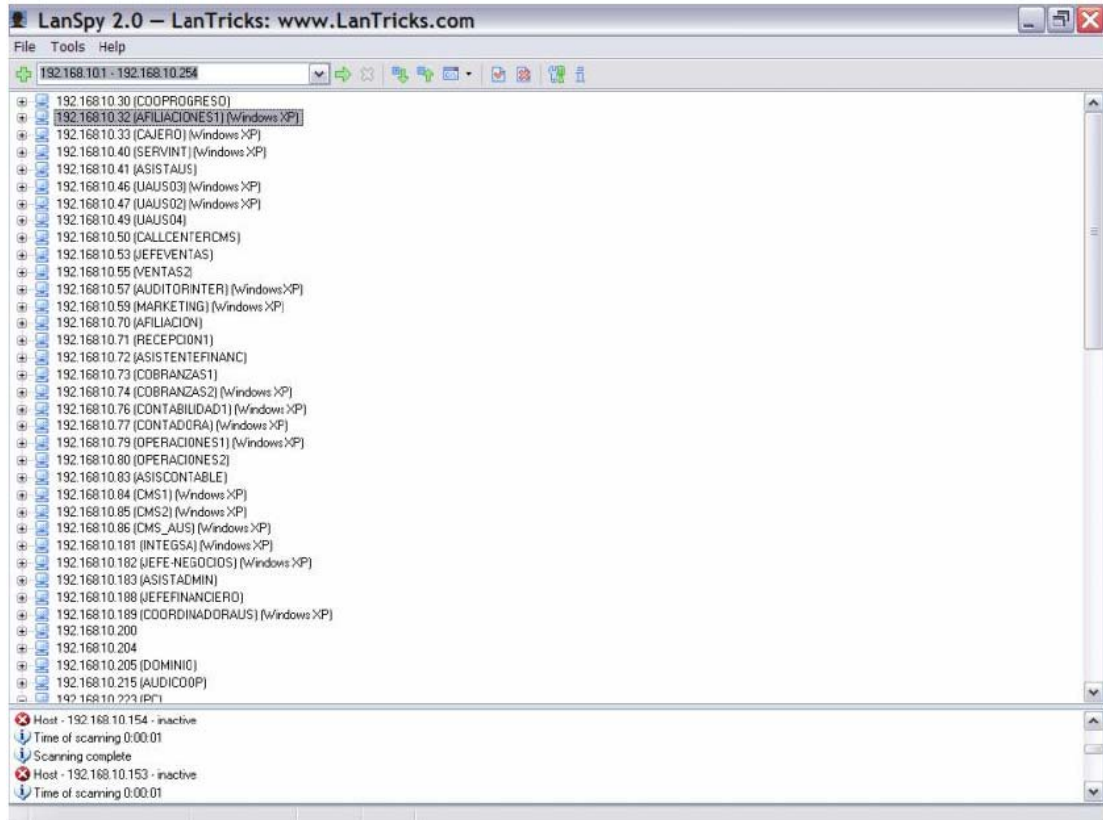 LanSpy 2.0 — LanTricks: www.LanTricks.com
File Tools Help
192.168.10.1 - 192.168.10.254
192.168.10.30 (COOPROGRESO)
192.168.10.32 (AFILIACIONES1) (Windows XP)
192.168.10.33 (CAJERO) (Windows XP)
192.168.10.40 (SERVINT) (Windows XP)
192.168.10.41 (ASISTAUS)
192.168.10.46 (UAUS03) (Windows XP)
192.168.10.47 (UAUS02) (Windows XP)
192.168.10.49 (UAUS04)
192.168.10.50 (CALLCENTERCMS)
192.168.10.53 (JEFEVENTAS)
192.168.10.55 (VENTAS2)
192.168.10.57 (AUDITORINTER) (Windows XP)
192.168.10.59 (MARKETING) (Windows XP)
192.168.10.70 (AFILIACION)
192.168.10.71 (RECEPCION1)
192.168.10.72 (ASISTENTEFINANC)
192.168.10.73 (COBRANZAS1)
192.168.10.74 (COBRANZAS2) (Windows XP)
192.168.10.76 (CONTABILIDAD1) (Windows XP)
192.168.10.77 (CONTADORA) (Windows XP)
192.168.10.79 (OPERACIONES1) (Windows XP)
192.168.10.80 (OPERACIONES2)
192.168.10.83 (ASISCONTABLE)
192.168.10.84 (CMS1) (Windows XP)
192.168.10.85 (CMS2) (Windows XP)
192.168.10.86 (CMS_AUS) (Windows XP)
192.168.10.181 (INTEGSA) (Windows XP)
192.168.10.182 (JEFE-NEGOCIOS) (Windows XP)
192.168.10.183 (ASISTADMIN)
192.168.10.188 (JEFEFINANCIERO)
192.168.10.189 (COORDINADORAUS) (Windows XP)
192.168.10.200
192.168.10.204
192.168.10.205 (DOMINIO)
192.168.10.215 (AUDICOOP)
192.168.10.223 (PC)
Host - 192.168.10.154 - inactive
Time of scanning 0:00:01
Scanning complete
Host - 192.168.10.153 - inactive
Time of scanning 0:00:01